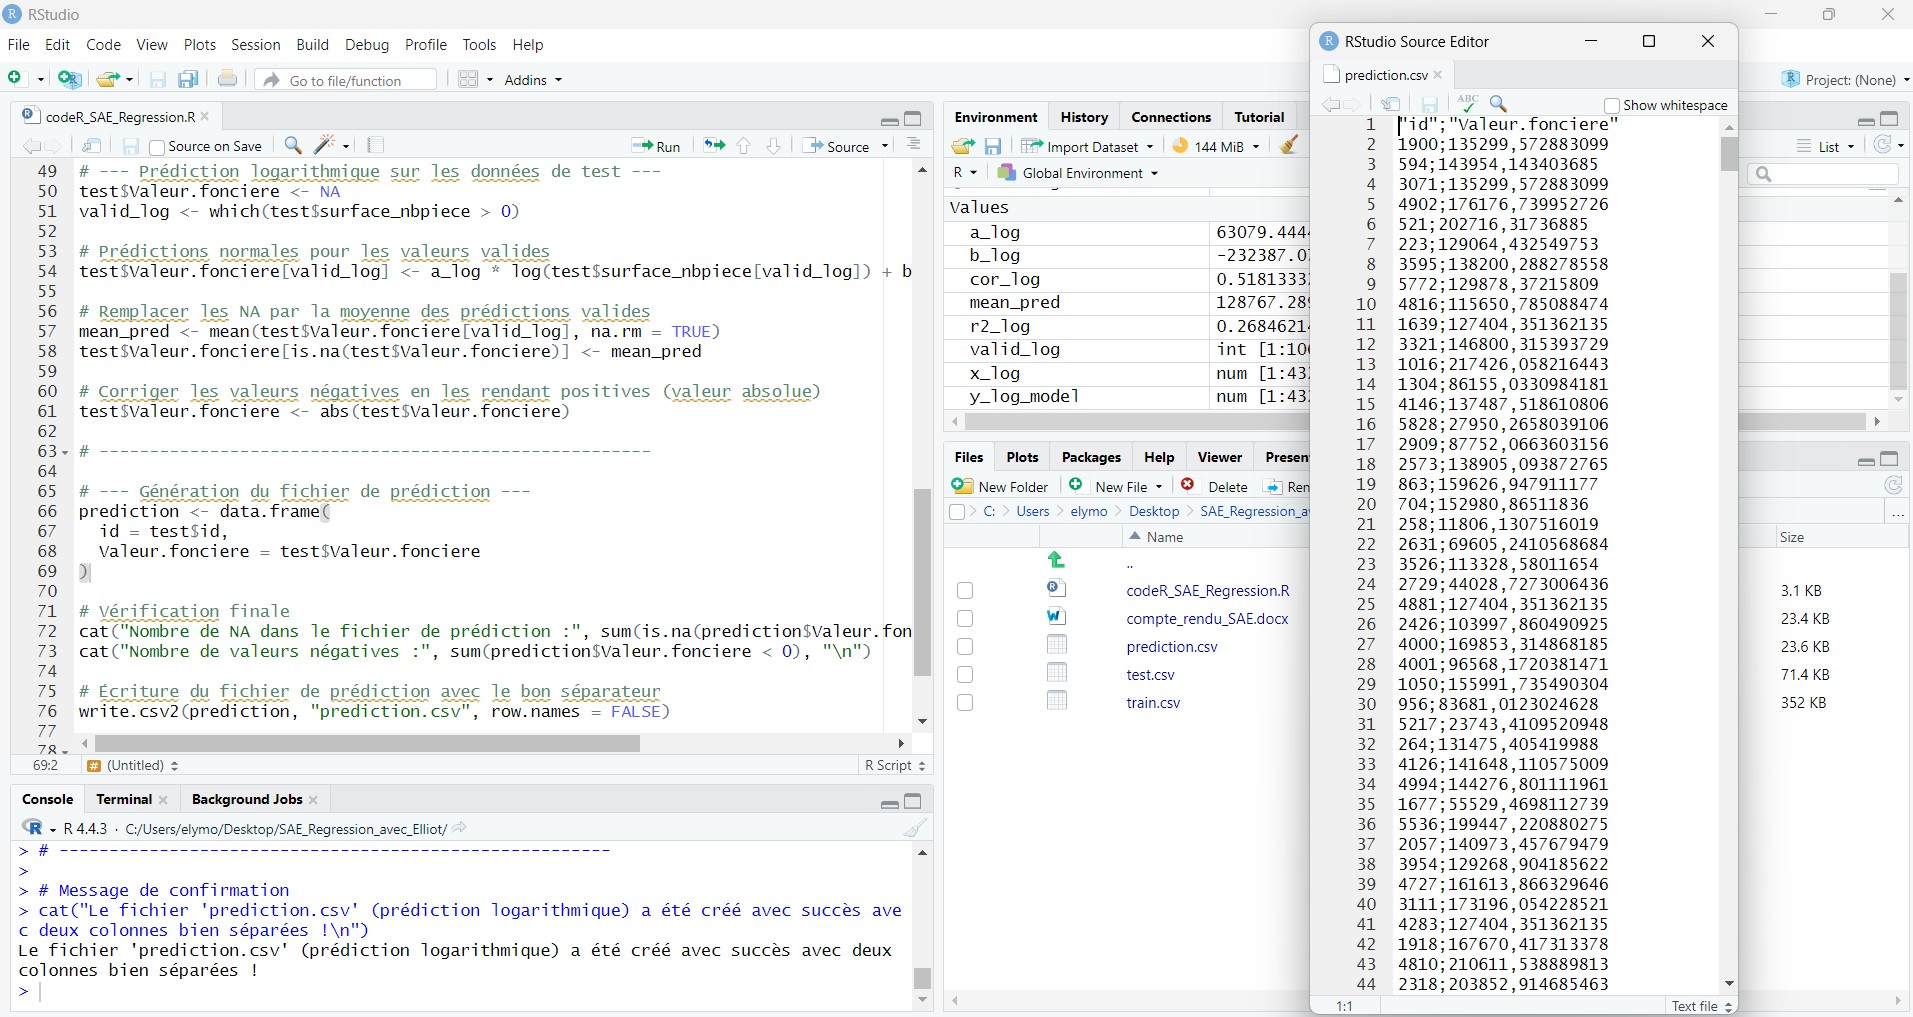 RStudio
File Edit Code View Plots Session Build Debug Profile Tools Help
Go to file/function
Addins
Project: (None)
codeR_SAE_Regression.R
Source on Save
Run
Source
49 # --- Prédiction logarithmique sur les données de test ---
50 test$Valeur.fonciere <- NA
51 valid_log <- which(test$surface_nbpiece > 0)
52
53 # Prédictions normales pour les valeurs valides
54 test$Valeur.fonciere[valid_log] <- a_log * log(test$surface_nbpiece[valid_log]) + b
55
56 # Remplacer les NA par la moyenne des prédictions valides
57 mean_pred <- mean(test$Valeur.fonciere[valid_log], na.rm = TRUE)
58 test$Valeur.fonciere[is.na(test$Valeur.fonciere)] <- mean_pred
59
60 # Corriger les valeurs négatives en les rendant positives (valeur absolue)
61 test$Valeur.fonciere <- abs(test$Valeur.fonciere)
62
63 # --------------------------------------------------------
64
65 # --- Génération du fichier de prédiction ---
66 prediction <- data.frame(
67 id = test$id,
68 Valeur.fonciere = test$Valeur.fonciere
69 )
70
71 # Vérification finale
72 cat("Nombre de NA dans le fichier de prédiction :", sum(is.na(prediction$Valeur.fon
73 cat("Nombre de valeurs négatives :", sum(prediction$Valeur.fonciere < 0), "\n")
74
75 # Écriture du fichier de prédiction avec le bon séparateur
76 write.csv2(prediction, "prediction.csv", row.names = FALSE)
77
78
69:2 # (Untitled) R Script
Console Terminal Background Jobs
R 4.4.3 · C:/Users/elymo/Desktop/SAE_Regression_avec_Elliot/
> # --------------------------------------------------------
>
> # Message de confirmation
> cat("Le fichier 'prediction.csv' (prédiction logarithmique) a été créé avec succès ave
c deux colonnes bien séparées !\n")
Le fichier 'prediction.csv' (prédiction logarithmique) a été créé avec succès avec deux
colonnes bien séparées !
>
Environment History Connections Tutorial
Import Dataset 144 MiB List
R Global Environment
Values
a_log 63079.444
b_log -232387.0
cor_log 0.5181333
mean_pred 128767.28
r2_log 0.2684621
valid_log int [1:10
x_log num [1:43
y_log_model num [1:43
Files Plots Packages Help Viewer Presen
New Folder New File Delete Ren
C: Users elymo Desktop SAE_Regression_a ...
Name Size
..
codeR_SAE_Regression.R 3.1 KB
compte_rendu_SAE.docx 23.4 KB
prediction.csv 23.6 KB
test.csv 71.4 KB
train.csv 352 KB
RStudio Source Editor
prediction.csv
ABC Show whitespace
1 "id";"Valeur.fonciere"
2 1900;135299,572883099
3 594;143954,143403685
4 3071;135299,572883099
5 4902;176176,739952726
6 521;202716,31736885
7 223;129064,432549753
8 3595;138200,288278558
9 5772;129878,37215809
10 4816;115650,785088474
11 1639;127404,351362135
12 3321;146800,315393729
13 1016;217426,058216443
14 1304;86155,0330984181
15 4146;137487,518610806
16 5828;27950,2658039106
17 2909;87752,0663603156
18 2573;138905,093872765
19 863;159626,947911177
20 704;152980,86511836
21 258;11806,1307516019
22 2631;69605,2410568684
23 3526;113328,58011654
24 2729;44028,7273006436
25 4881;127404,351362135
26 2426;103997,860490925
27 4000;169853,314868185
28 4001;96568,1720381471
29 1050;155991,735490304
30 956;83681,0123024628
31 5217;23743,4109520948
32 264;131475,405419988
33 4126;141648,110575009
34 4994;144276,801111961
35 1677;55529,4698112739
36 5536;199447,220880275
37 2057;140973,457679479
38 3954;129268,904185622
39 4727;161613,866329646
40 3111;173196,054228521
41 4283;127404,351362135
42 1918;167670,417313378
43 4810;210611,538889813
44 2318;203852,914685463
1:1 Text file